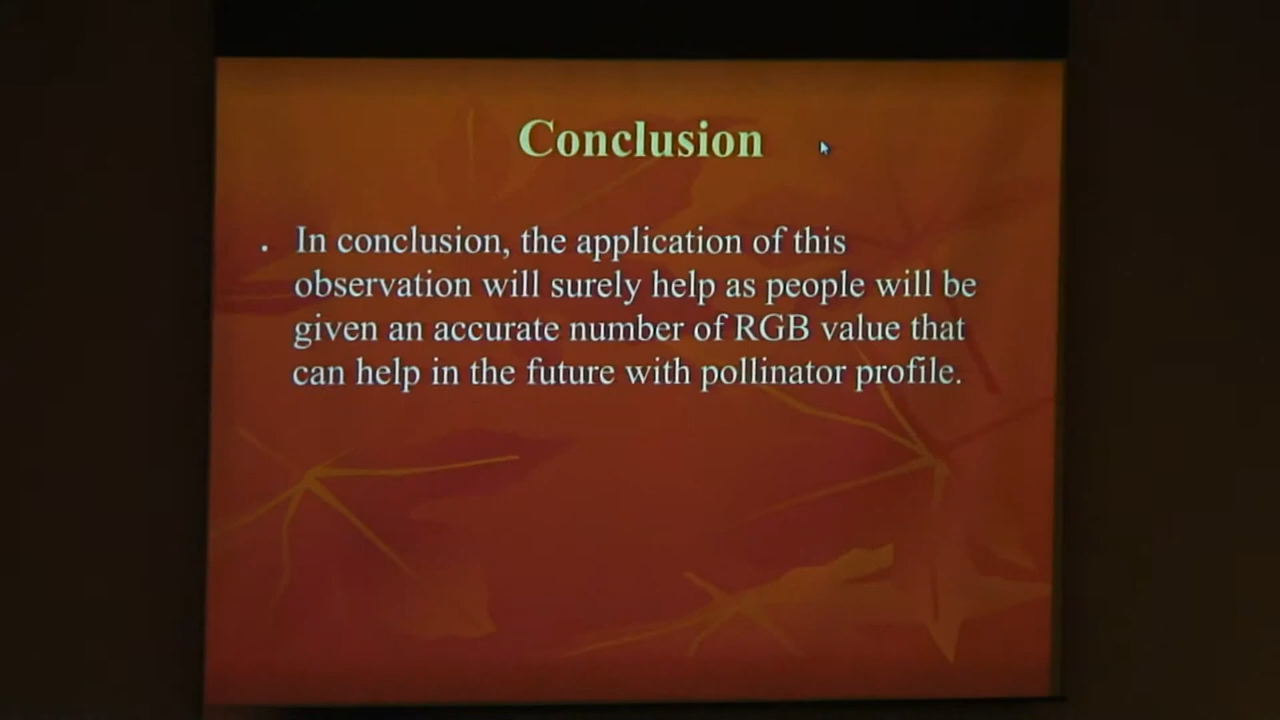 Conclusion
. In conclusion, the application of this
observation will surely help as people will be
given an accurate number of RGB value that
can help in the future with pollinator profile.